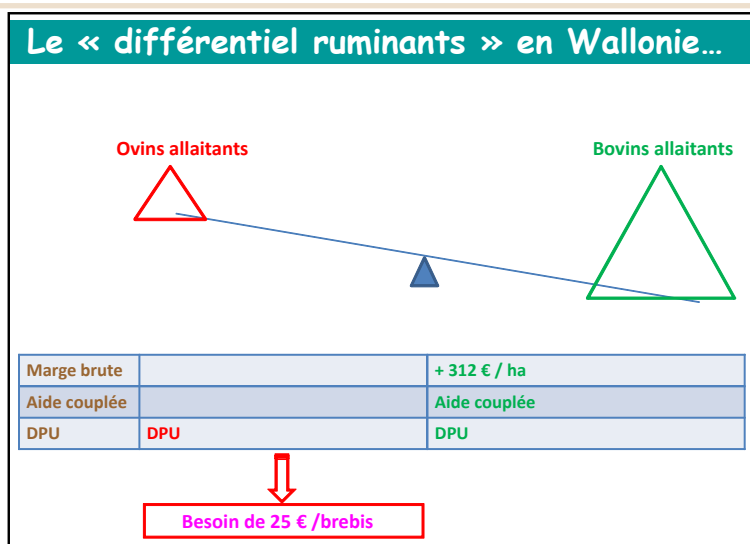 Le « différentiel ruminants » en Wallonie…
Ovins allaitants
Bovins allaitants
Marge brute + 312 € / ha
Aide couplée Aide couplée
DPU DPU DPU
Besoin de 25 € /brebis